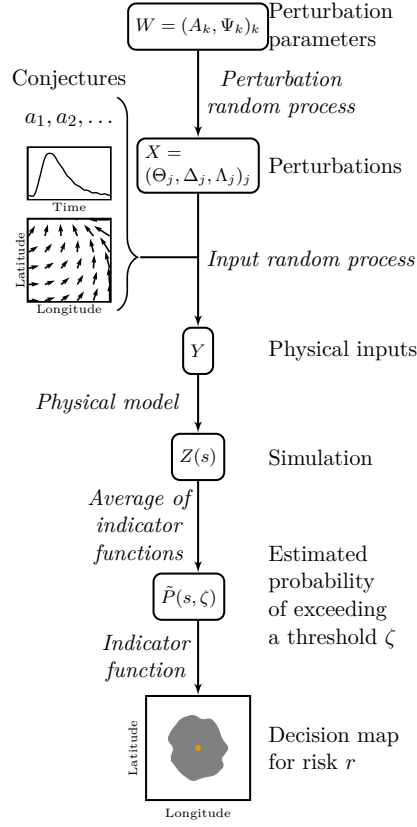 W = (A_k, Ψ_k)_k
Perturbation
parameters
Perturbation
random process
Conjectures
a_1, a_2, …
Time
Latitude
Longitude
X =
(Θ_j, Δ_j, Λ_j)_j
Perturbations
Input random process
Y
Physical inputs
Physical model
Z(s)
Simulation
Average of
indicator
functions
P̃(s, ζ)
Estimated
probability
of exceeding
a threshold ζ
Indicator
function
Latitude
Longitude
Decision map
for risk r